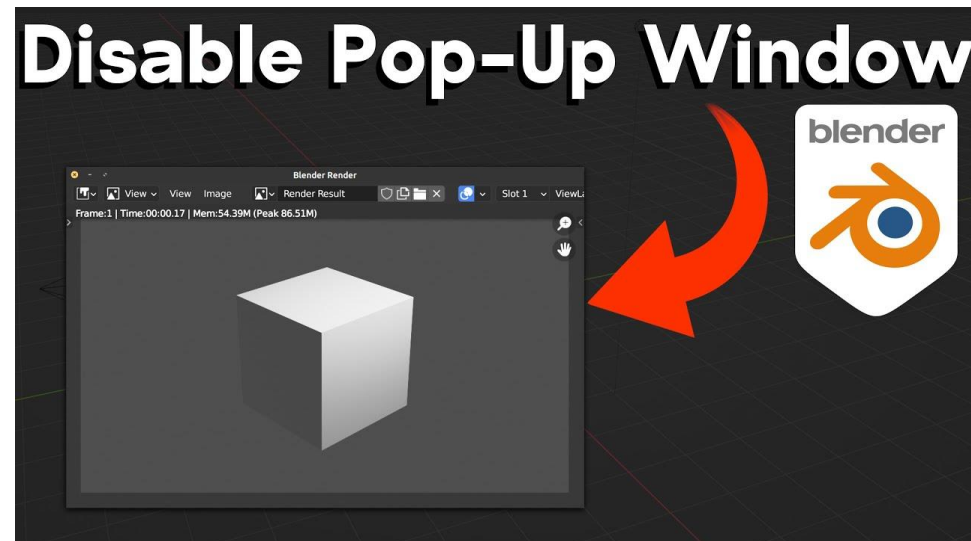 Disable Pop-Up Window
blender
Blender Render
View View Image Render Result Slot 1 ViewLa
Frame:1 | Time:00:00.17 | Mem:54.39M (Peak 86.51M)